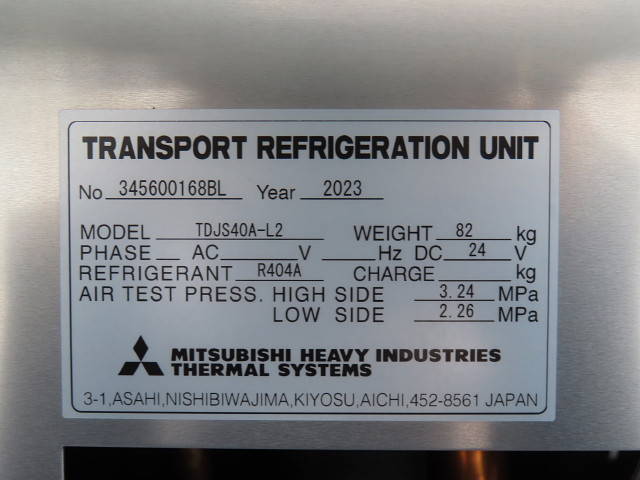 TRANSPORT REFRIGERATION UNIT
No 345600168BL Year 2023
MODEL TDJS40A-L2 WEIGHT 82 kg
PHASE AC V Hz DC 24 V
REFRIGERANT R404A CHARGE kg
AIR TEST PRESS. HIGH SIDE 3.24 MPa
LOW SIDE 2.26 MPa
MITSUBISHI HEAVY INDUSTRIES
THERMAL SYSTEMS
3-1,ASAHI,NISHIBIWAJIMA,KIYOSU,AICHI,452-8561 JAPAN